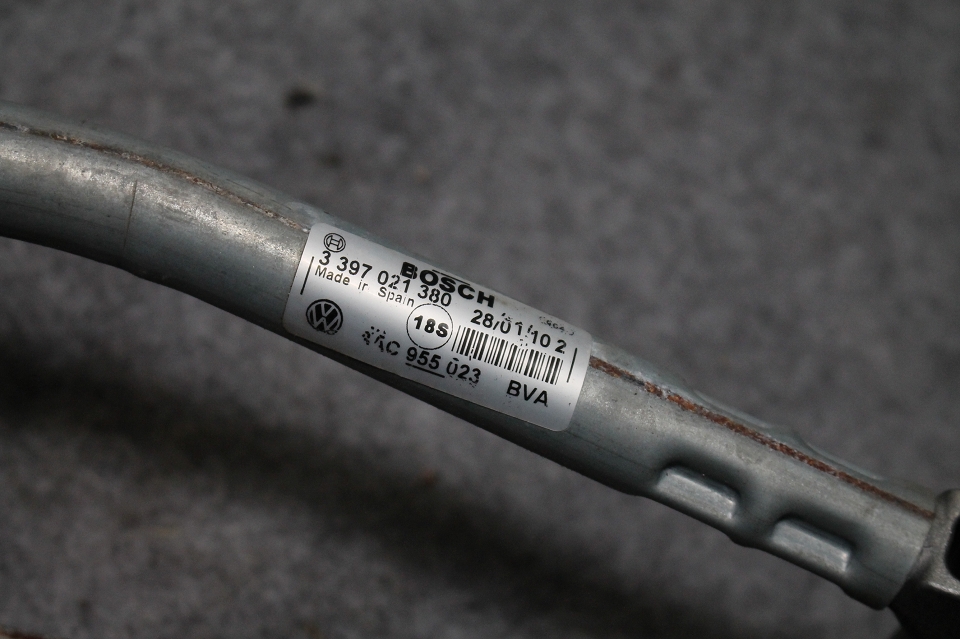 BOSCH
3 397 021 380
Made in Spain
28/01/10 2
18S
955 023
BVA